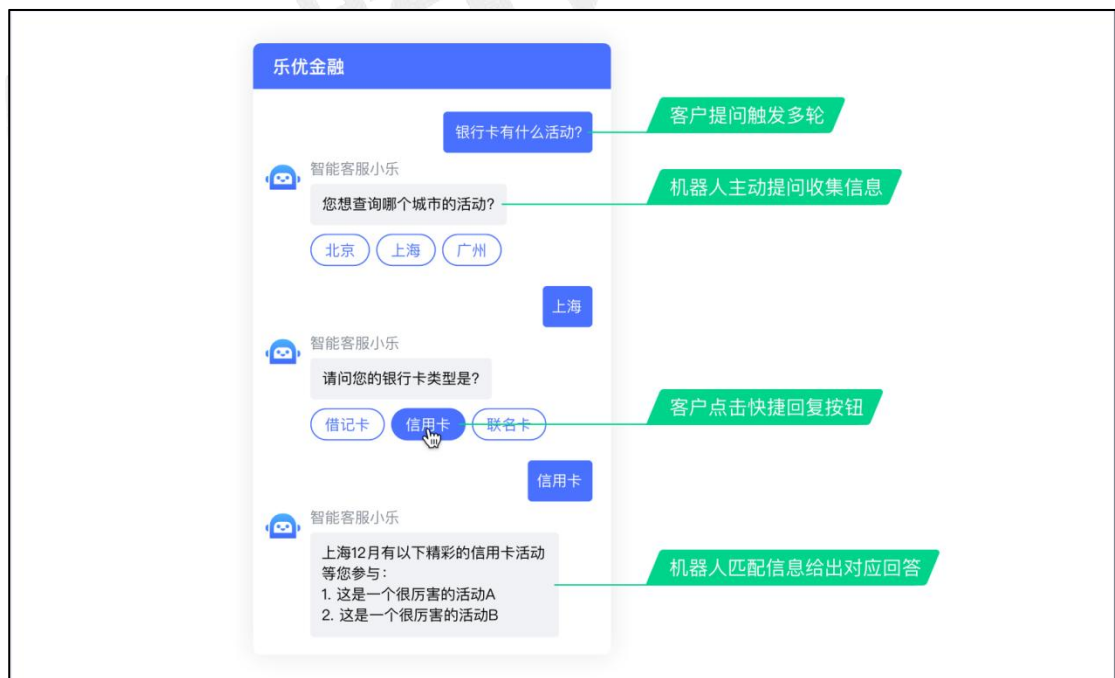 乐优金融
银行卡有什么活动?
客户提问触发多轮
智能客服小乐
您想查询哪个城市的活动?
机器人主动提问收集信息
北京 上海 广州
上海
智能客服小乐
请问您的银行卡类型是?
借记卡 信用卡 联名卡
客户点击快捷回复按钮
信用卡
智能客服小乐
上海12月有以下精彩的信用卡活动
等您参与:
1. 这是一个很厉害的活动A
2. 这是一个很厉害的活动B
机器人匹配信息给出对应回答